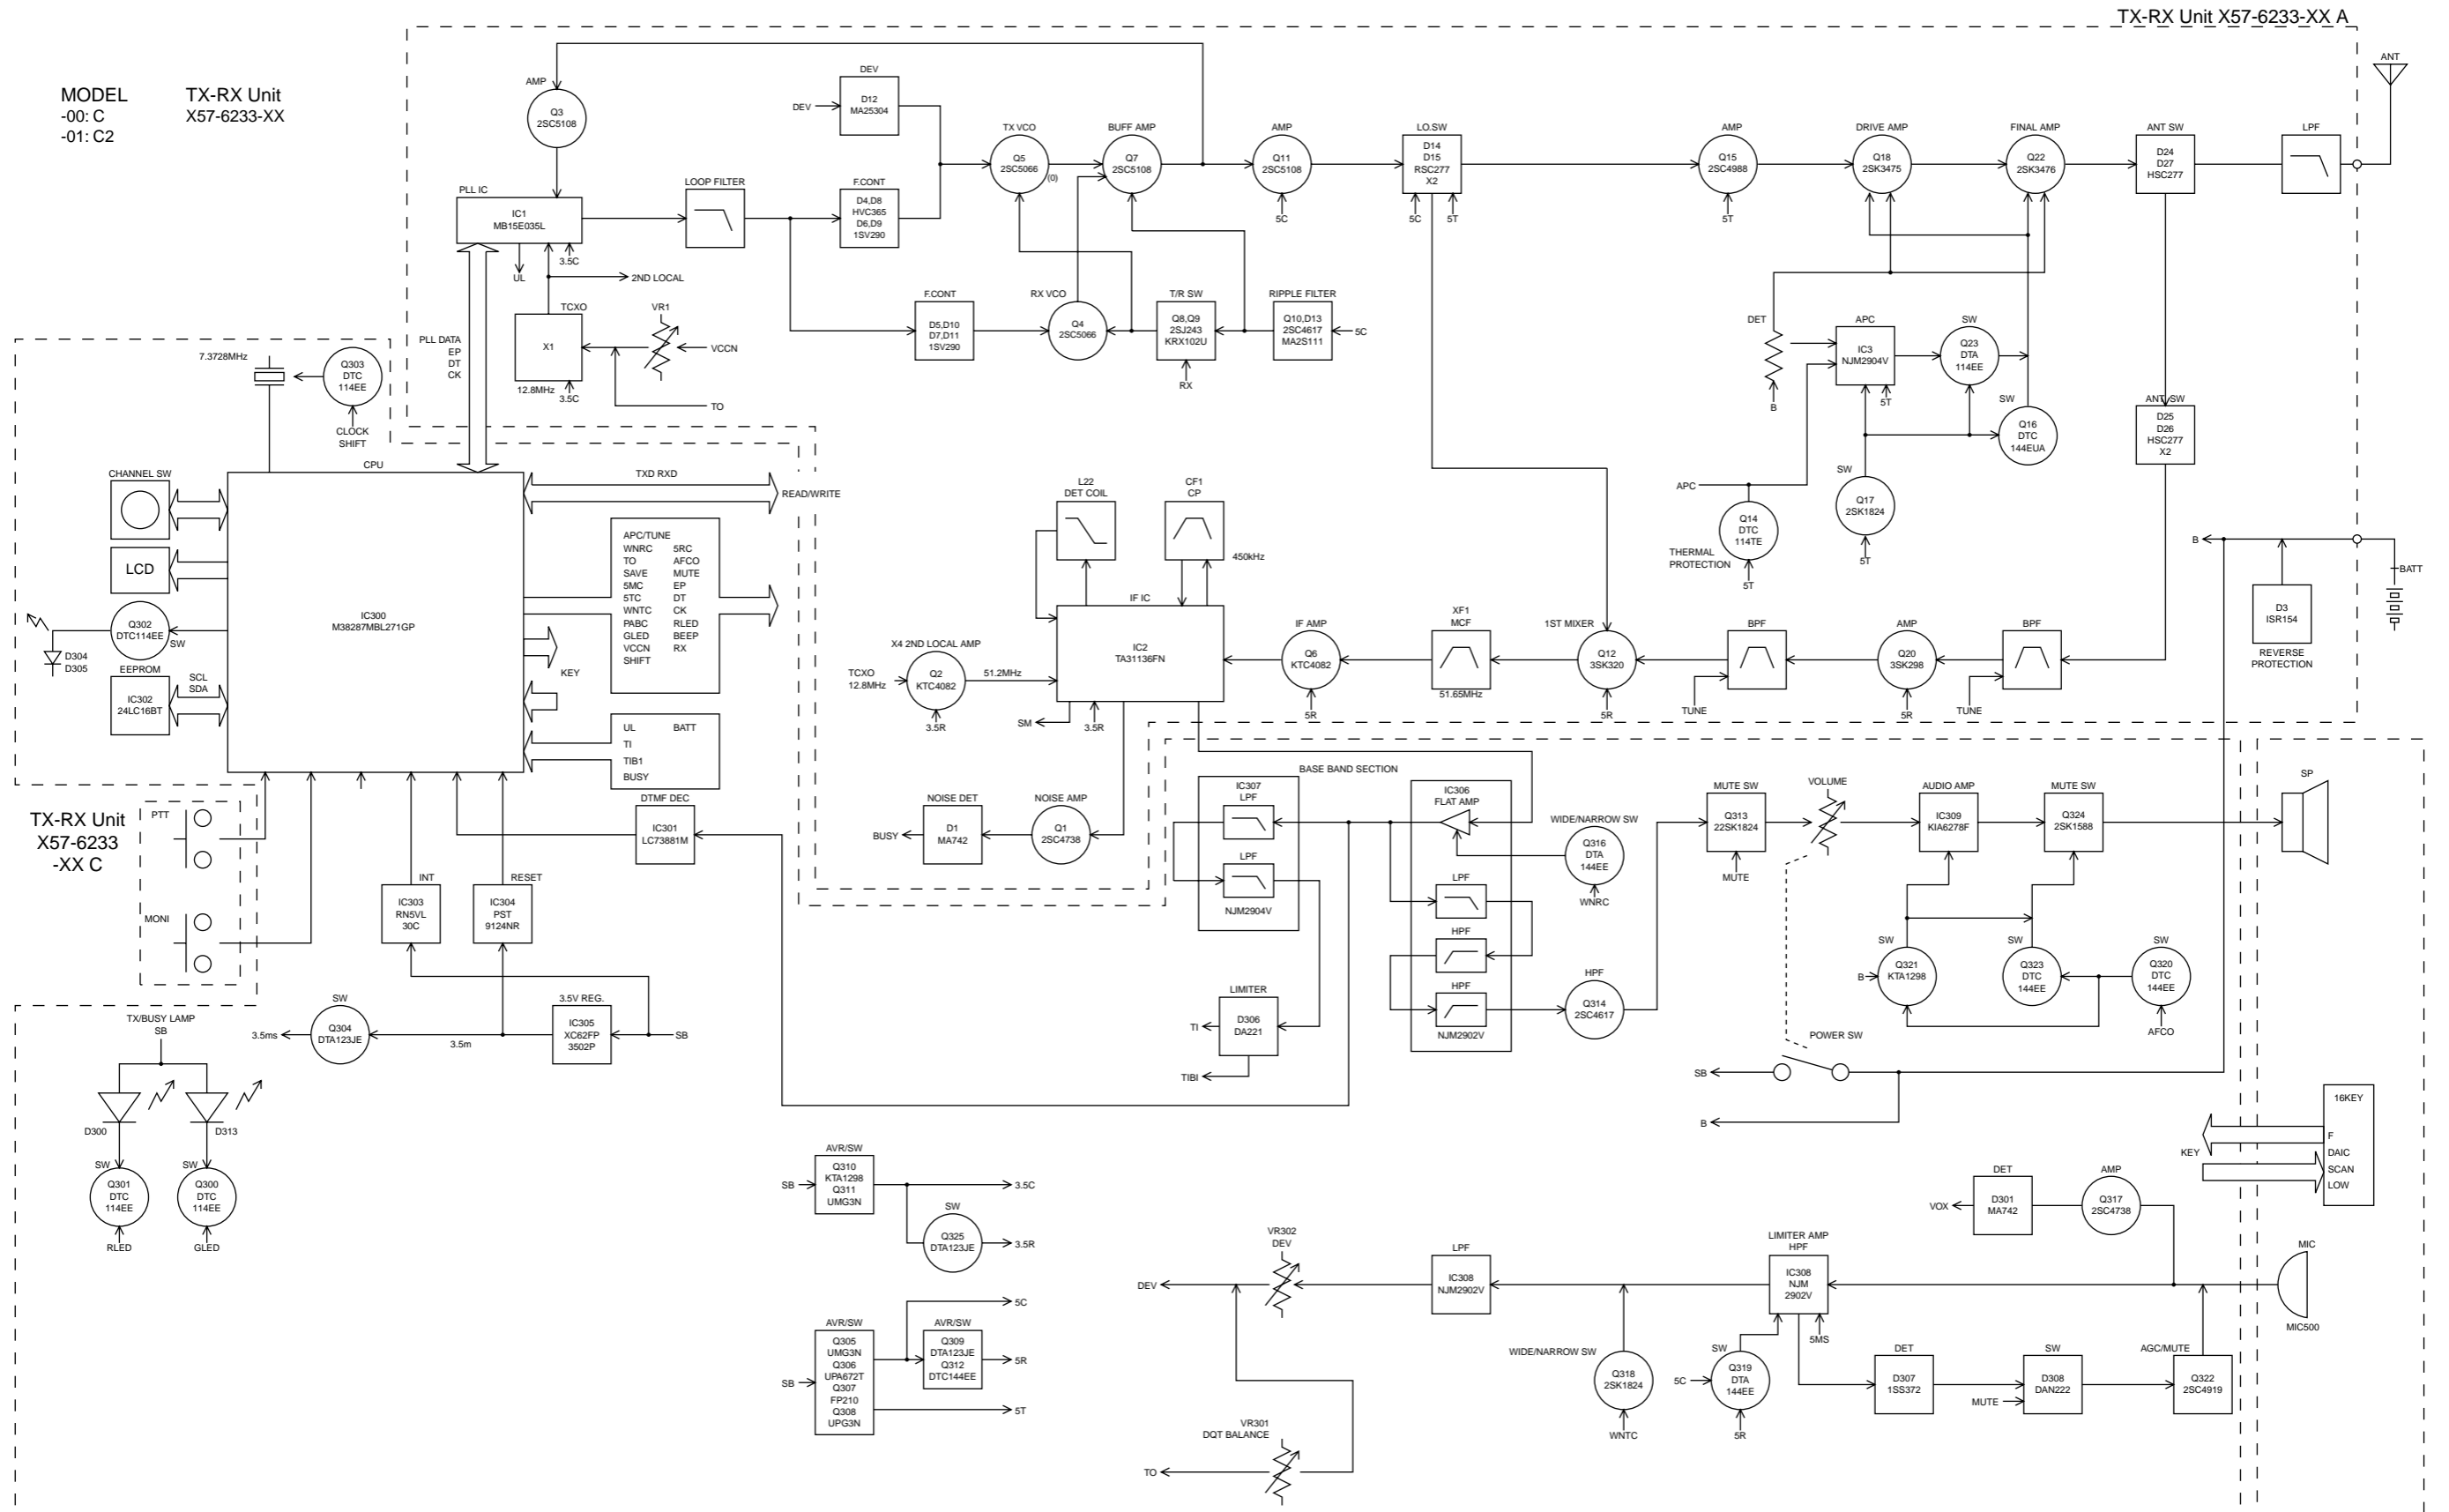 TX-RX Unit X57-6233-XX A
MODEL TX-RX Unit
-00: C X57-6233-XX
-01: C2
AMP
Q3
2SC5108
PLL IC
IC1
MB15E035L
UL
3.5C
2ND LOCAL
TCXO
X1
12.8MHz
3.5C
VR1
VCCN
TO
PLL DATA
EP
DT
CK
LOOP FILTER
DEV
DEV
D12
MA25304
F.CONT
D4,D8
HVC365
D6,D9
1SV290
F.CONT
D5,D10
D7,D11
1SV290
TX VCO
Q5
2SC5066
(0)
RX VCO
Q4
2SC5066
BUFF AMP
Q7
2SC5108
T/R SW
Q8,Q9
2SJ243
KRX102U
RX
RIPPLE FILTER
Q10,D13
2SC4617
MA2S111
5C
AMP
Q11
2SC5108
5C
LO.SW
D14
D15
RSC277
X2
5C
5T
AMP
Q15
2SC4988
5T
DRIVE AMP
Q18
2SK3475
FINAL AMP
Q22
2SK3476
ANT SW
D24
D27
HSC277
LPF
ANT
DET
B
APC
IC3
NJM2904V
5T
SW
Q23
DTA
114EE
SW
Q16
DTC
144EUA
SW
Q17
2SK1824
5T
APC
Q14
DTC
114TE
THERMAL
PROTECTION
5T
ANT SW
D25
D26
HSC277
X2
B
BATT
D3
ISR154
REVERSE
PROTECTION
7.3728MHz
Q303
DTC
114EE
CLOCK
SHIFT
CPU
IC300
M38287MBL271GP
CHANNEL SW
LCD
Q302
DTC114EE
SW
D304
D305
EEPROM
IC302
24LC16BT
SCL
SDA
TXD RXD
READ/WRITE
APC/TUNE
WNRC 5RC
TO AFCO
SAVE MUTE
5MC EP
5TC DT
WNTC CK
PABC RLED
GLED BEEP
VCCN RX
SHIFT
KEY
UL BATT
TI
TIB1
BUSY
L22
DET COIL
CF1
CP
450kHz
IF IC
IC2
TA31136FN
X4 2ND LOCAL AMP
TCXO
12.8MHz
Q2
KTC4082
51.2MHz
3.5R
SM
3.5R
IF AMP
Q6
KTC4082
5R
XF1
MCF
51.65MHz
1ST MIXER
Q12
3SK320
5R
BPF
TUNE
AMP
Q20
3SK298
5R
BPF
TUNE
TX-RX Unit
X57-6233
-XX C
PTT
MONI
DTMF DEC
IC301
LC73881M
INT
IC303
RN5VL
30C
RESET
IC304
PST
9124NR
NOISE DET
BUSY
D1
MA742
NOISE AMP
Q1
2SC4738
BASE BAND SECTION
IC307
LPF
LPF
NJM2904V
IC306
FLAT AMP
LPF
HPF
HPF
NJM2902V
WIDE/NARROW SW
Q316
DTA
144EE
WNRC
HPF
Q314
2SC4617
LIMITER
TI
D306
DA221
TIBI
MUTE SW
Q313
22SK1824
MUTE
VOLUME
AUDIO AMP
IC309
KIA6278F
MUTE SW
Q324
2SK1588
SP
SW
B
Q321
KTA1298
SW
Q323
DTC
144EE
SW
Q320
DTC
144EE
AFCO
POWER SW
SB
B
TX/BUSY LAMP
SB
D300
D313
SW
Q301
DTC
114EE
RLED
SW
Q300
DTC
114EE
GLED
3.5ms
SW
Q304
DTA123JE
3.5m
3.5V REG.
IC305
XC62FP
3502P
SB
AVR/SW
SB
Q310
KTA1298
Q311
UMG3N
3.5C
SW
Q325
DTA123JE
3.5R
AVR/SW
SB
Q305
UMG3N
Q306
UPA672T
Q307
FP210
Q308
UPG3N
5C
AVR/SW
Q309
DTA123JE
Q312
DTC144EE
5R
5T
16KEY
F
DAIC
SCAN
LOW
KEY
VOX
DET
D301
MA742
AMP
Q317
2SC4738
MIC
MIC500
DEV
VR302
DEV
LPF
IC308
NJM2902V
LIMITER AMP
HPF
IC308
NJM
2902V
5MS
WIDE/NARROW SW
Q318
2SK1824
WNTC
SW
5C
Q319
DTA
144EE
5R
DET
D307
1SS372
SW
D308
DAN222
MUTE
AGC/MUTE
Q322
2SC4919
VR301
DQT BALANCE
TO